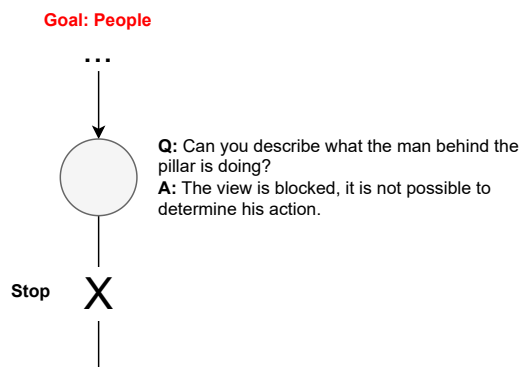 Goal: People
...
Q: Can you describe what the man behind the
pillar is doing?
A: The view is blocked, it is not possible to
determine his action.
Stop
X